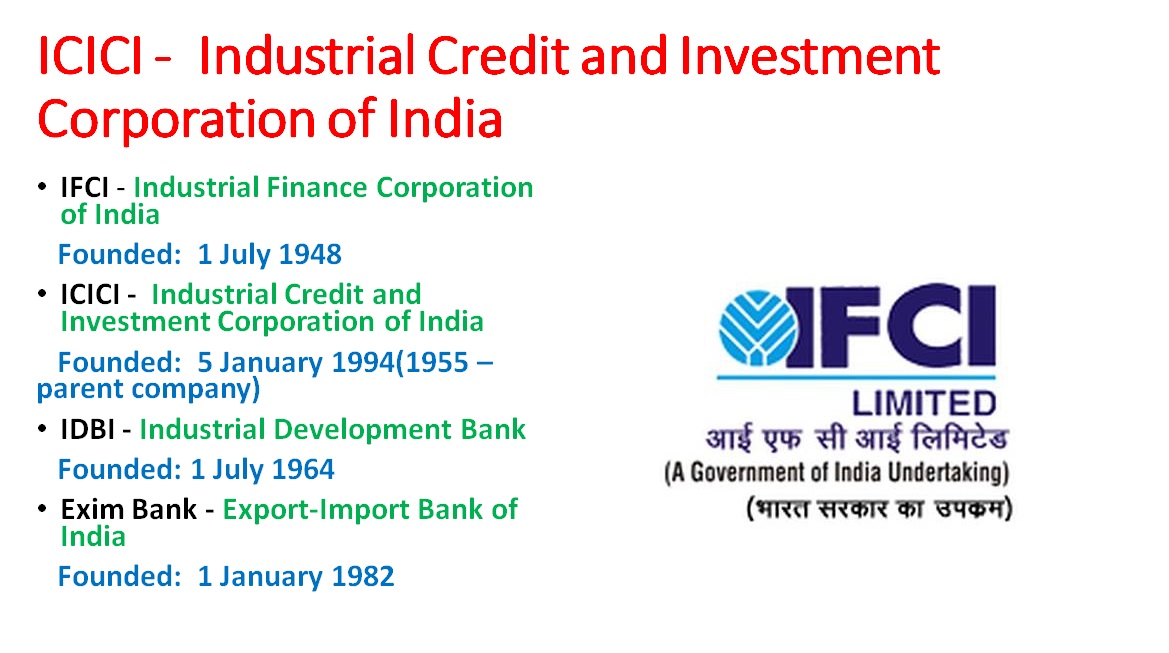 ICICI -  Industrial Credit and Investment
Corporation of India
• IFCI - Industrial Finance Corporation
of India
Founded:  1 July 1948
• ICICI -  Industrial Credit and
Investment Corporation of India
Founded:  5 January 1994(1955 –
parent company)
• IDBI - Industrial Development Bank
Founded: 1 July 1964
• Exim Bank - Export-Import Bank of
India
Founded:  1 January 1982
IFCI
LIMITED
आई एफ सी आई लिमिटेड
(A Government of India Undertaking)
(भारत सरकार का उपक्रम)